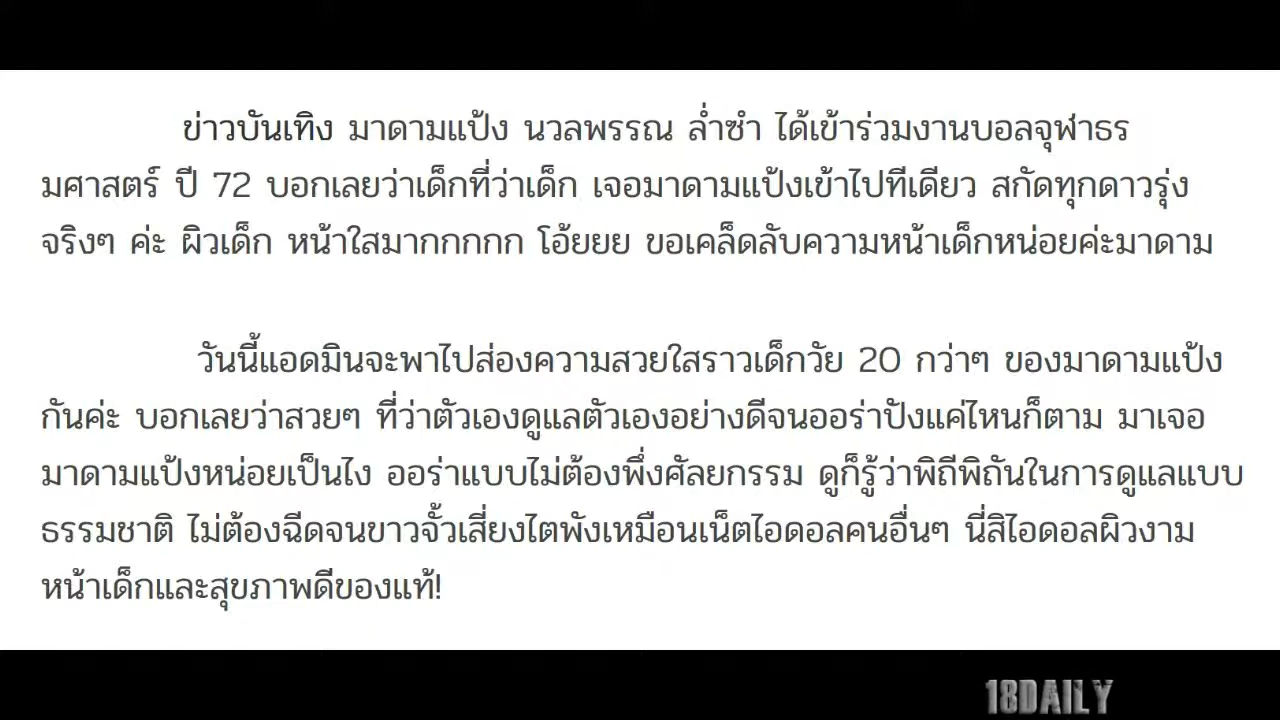 ข่าวบันเทิง มาดามแป้ง นวลพรรณ ล่ำซำ ได้เข้าร่วมงานบอลจุฬาธร
มศาสตร์ ปี 72 บอกเลยว่าเด็กที่ว่าเด็ก เจอมาดามแป้งเข้าไปทีเดียว สกัดทุกดาวรุ่ง
จริงๆ ค่ะ ผิวเด็ก หน้าใสมากกกกก โอ้ยยย ขอเคล็ดลับความหน้าเด็กหน่อยค่ะมาดาม
วันนี้แอดมินจะพาไปส่องความสวยใสราวเด็กวัย 20 กว่าๆ ของมาดามแป้ง
กันค่ะ บอกเลยว่าสวยๆ ที่ว่าตัวเองดูแลตัวเองอย่างดีจนออร่าปังแค่ไหนก็ตาม มาเจอ
มาดามแป้งหน่อยเป็นไง ออร่าแบบไม่ต้องพึ่งศัลยกรรม ดูก็รู้ว่าพิถีพิถันในการดูแลแบบ
ธรรมชาติ ไม่ต้องฉีดจนขาวจั้วเสี่ยงไตพังเหมือนเน็ตไอดอลคนอื่นๆ นี่สิไอดอลผิวงาม
หน้าเด็กและสุขภาพดีของแท้!
18DAILY